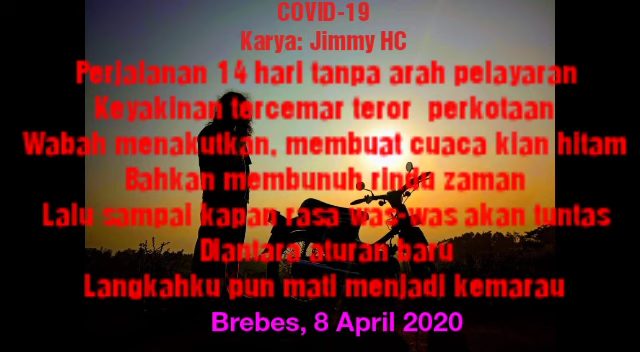 COVID-19
Karya: Jimmy HC
Perjalanan 14 hari tanpa arah pelayaran
Keyakinan tercemar teror perkotaan
Wabah menakutkan, membuat cuaca kian hitam
Bahkan membunuh rindu zaman
Lalu sampai kapan rasa was-was akan tuntas
Diantara aturan baru
Langkahku pun mati menjadi kemarau
Brebes, 8 April 2020